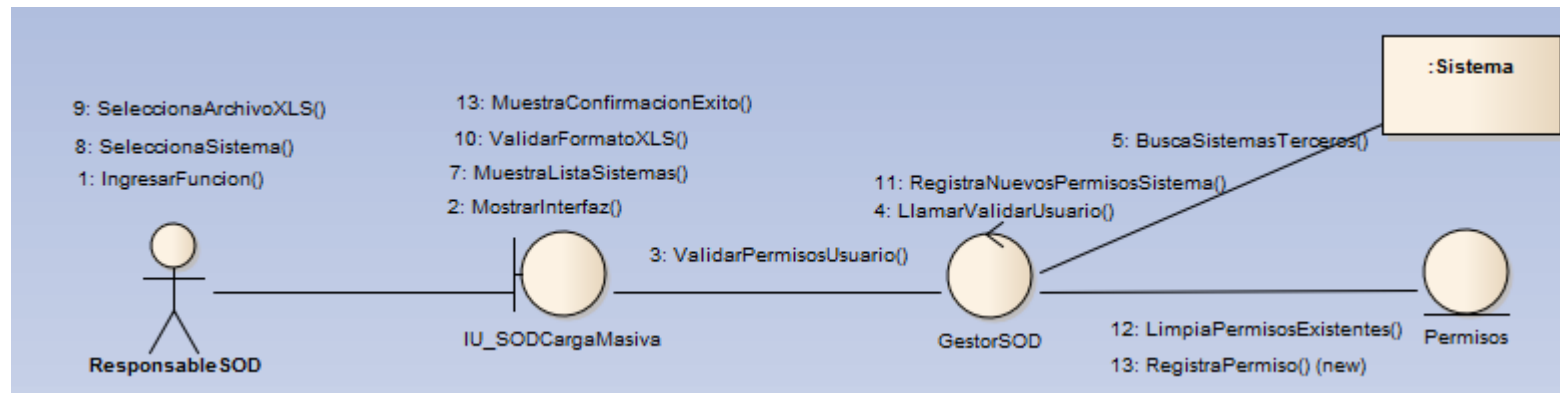 :Sistema
9: SeleccionaArchivoXLS()
8: SeleccionaSistema()
1: IngresarFuncion()
13: MuestraConfirmacionExito()
10: ValidarFormatoXLS()
7: MuestraListaSistemas()
2: MostrarInterfaz()
5: BuscaSistemasTerceros()
11: RegistraNuevosPermisosSistema()
4: LlamarValidarUsuario()
3: ValidarPermisosUsuario()
ResponsableSOD
IU_SODCargaMasiva
GestorSOD
12: LimpiaPermisosExistentes()
13: RegistraPermiso() (new)
Permisos